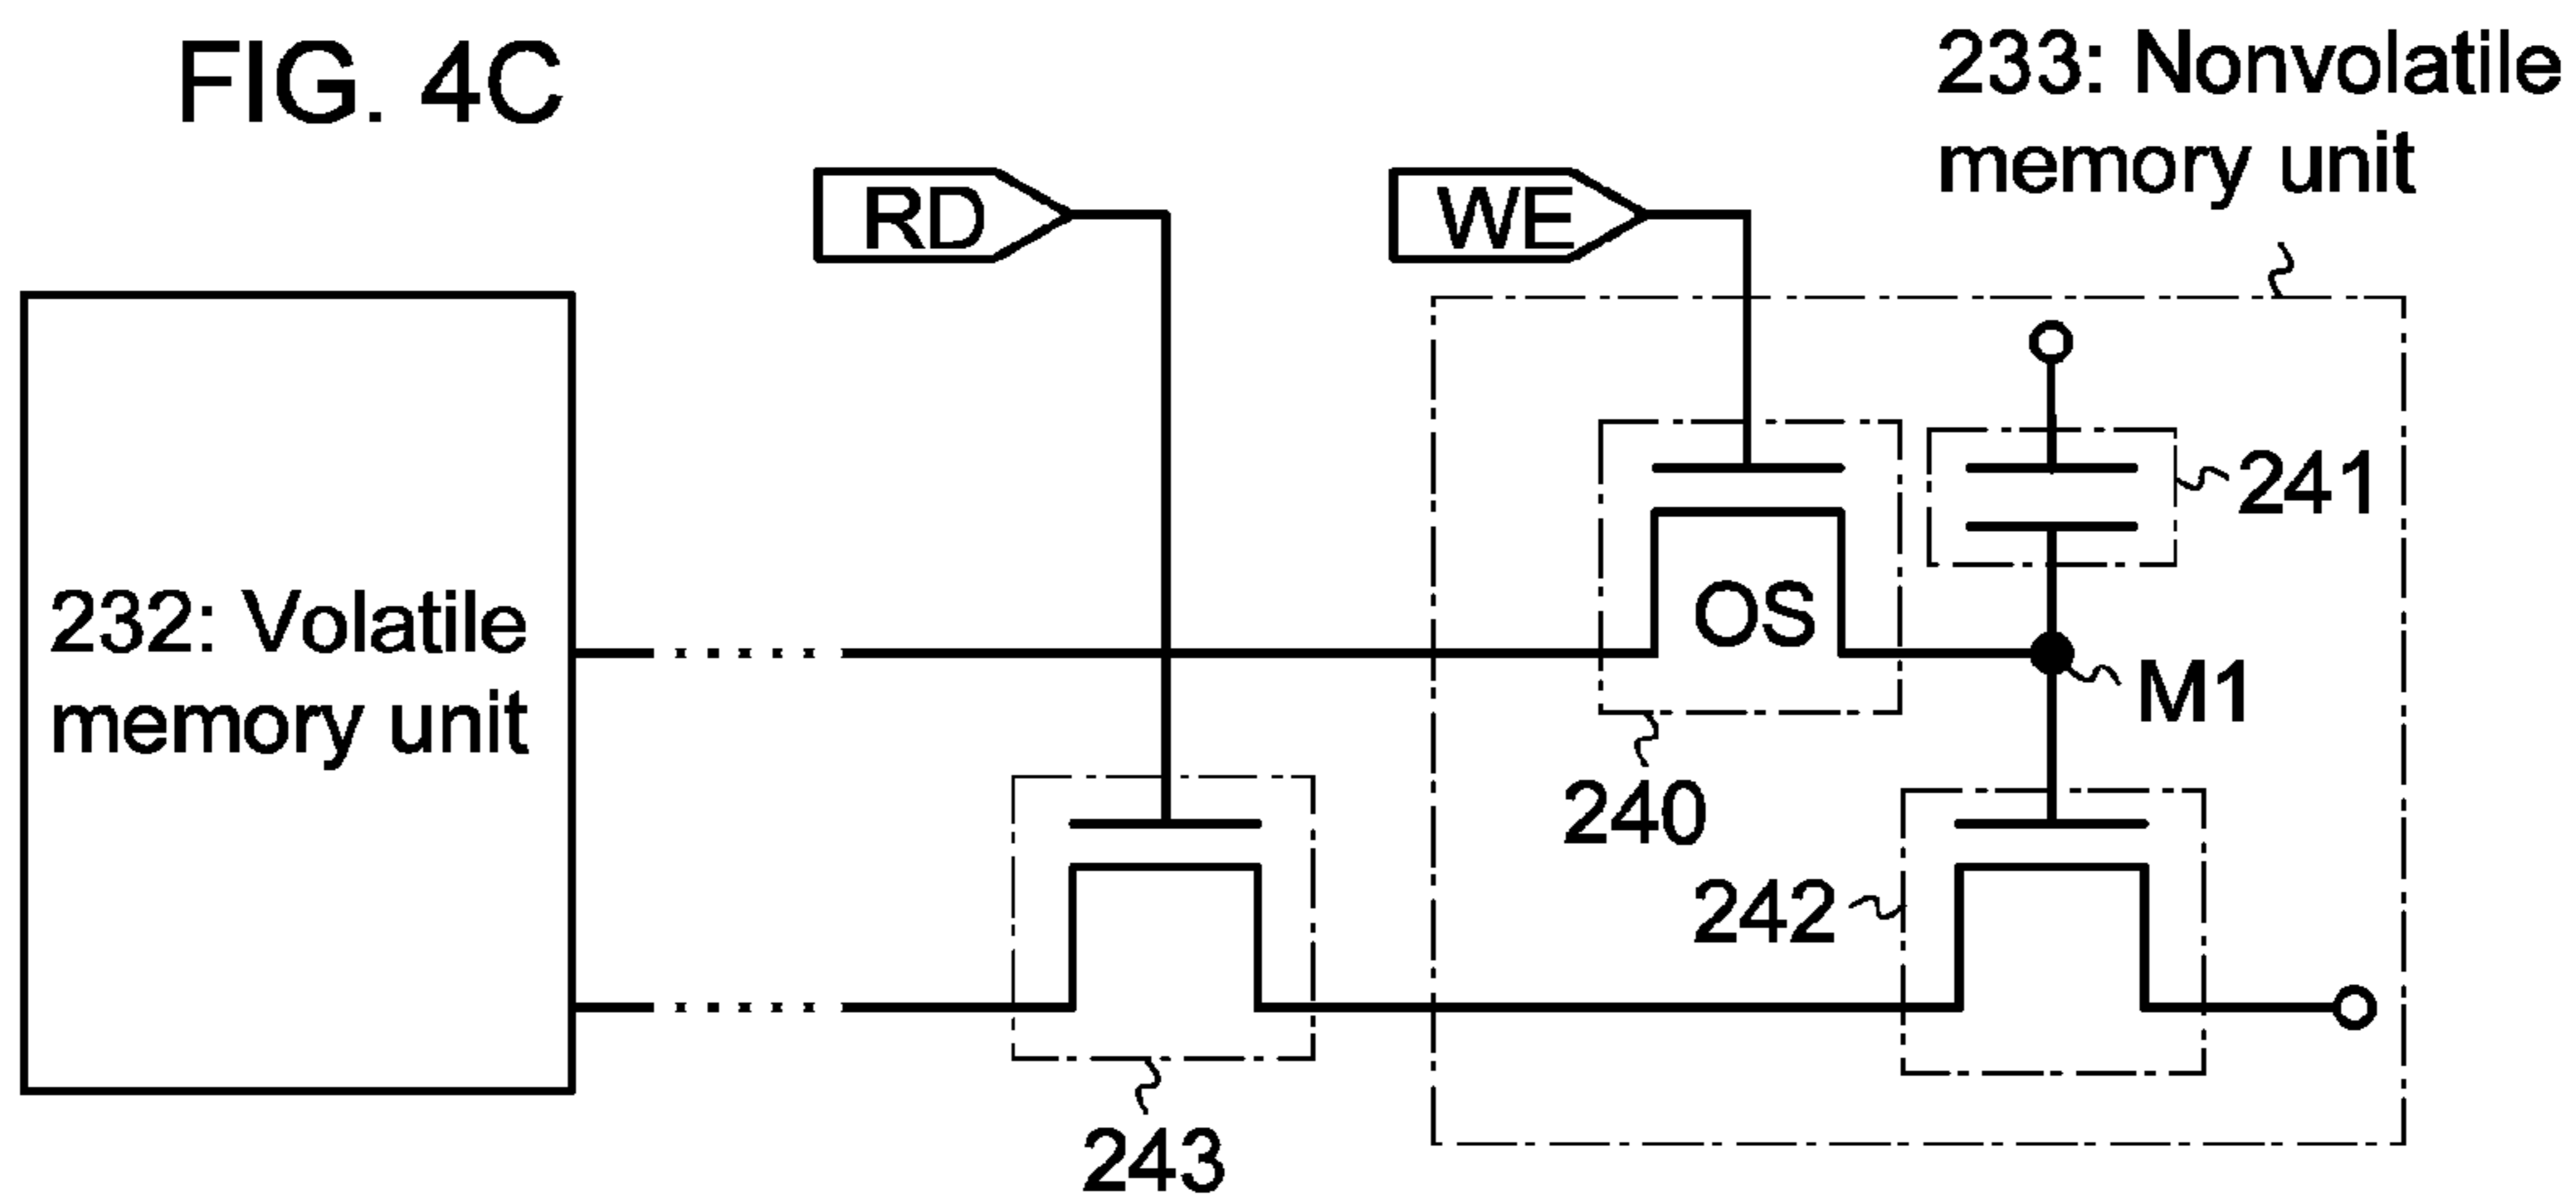 FIG. 4C
233: Nonvolatile
memory unit
RD
WE
241
232: Volatile
memory unit
OS
M1
240
242
243